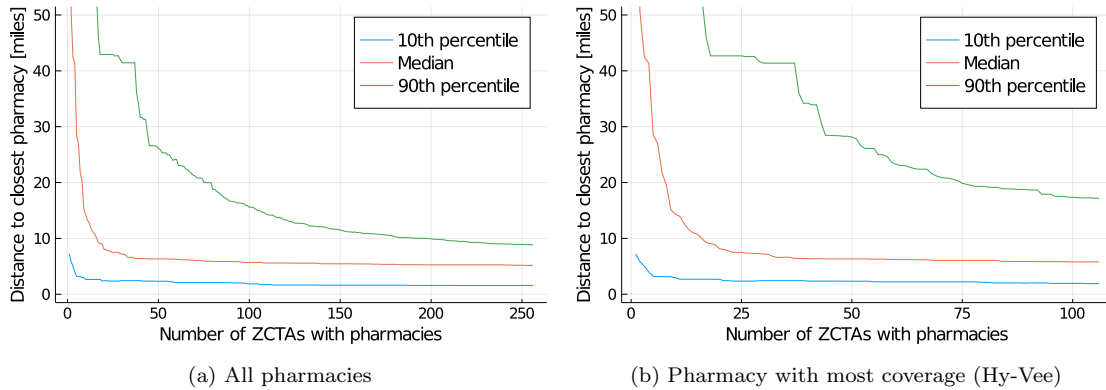 Distance to closest pharmacy [miles]
50
40
30
20
10
0
0
50
100
150
200
250
Number of ZCTAs with pharmacies
10th percentile
Median
90th percentile
(a) All pharmacies
Distance to closest pharmacy [miles]
50
40
30
20
10
0
0
25
50
75
100
Number of ZCTAs with pharmacies
10th percentile
Median
90th percentile
(b) Pharmacy with most coverage (Hy-Vee)